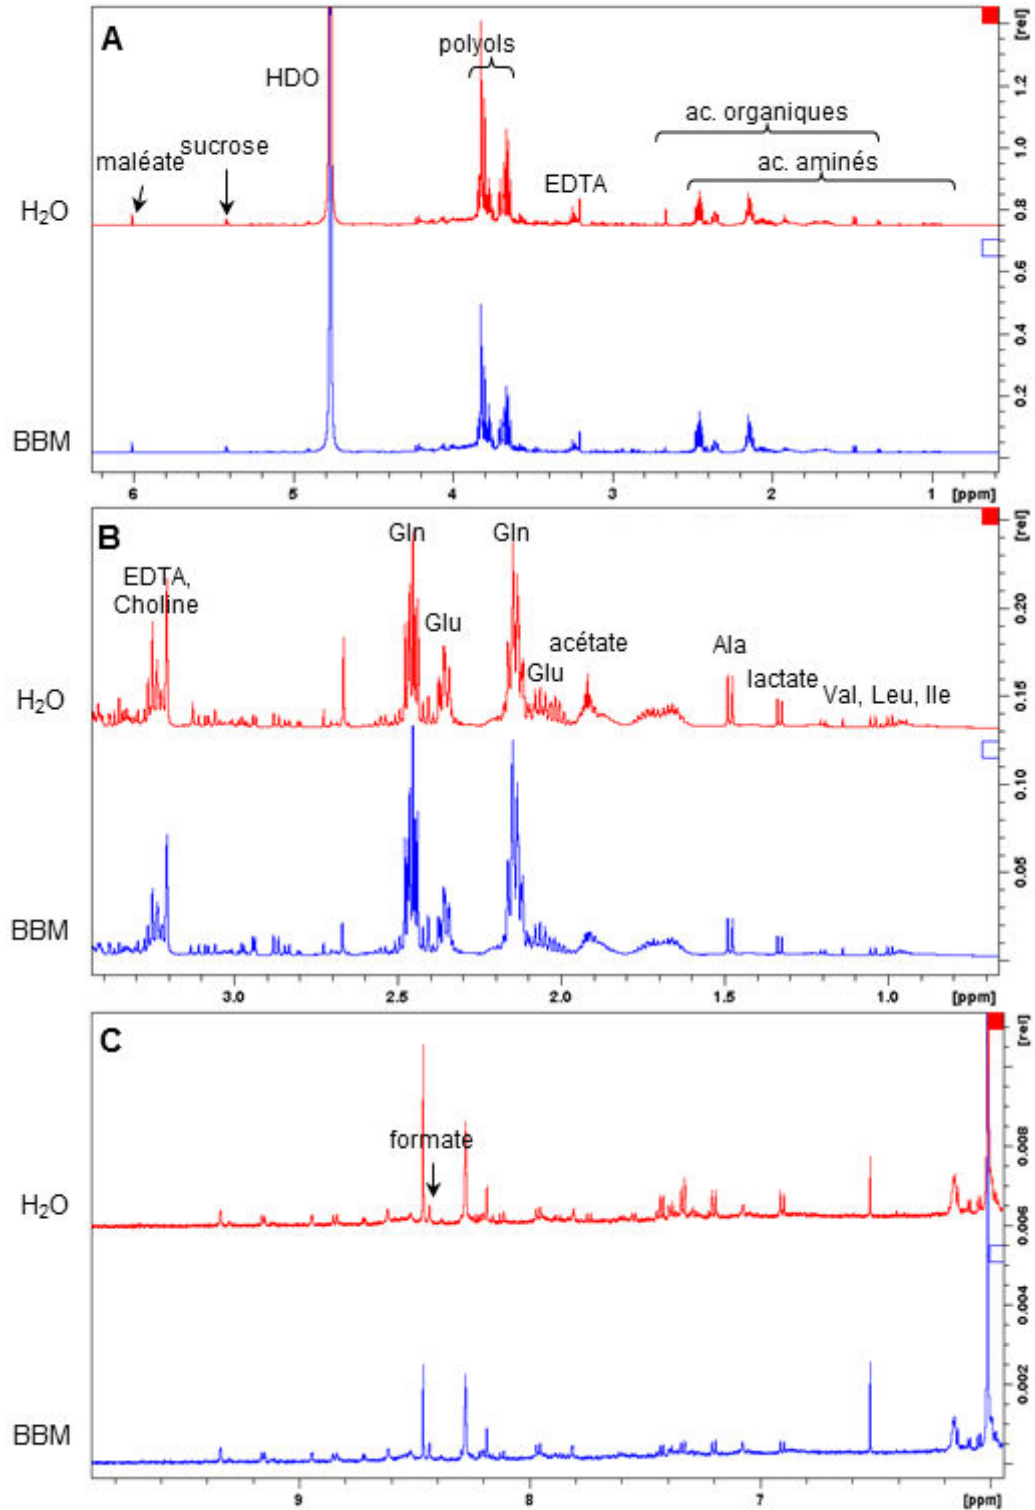 A
polyols
[rel]
HDO
1.2
ac. organiques
sucrose
1.0
maléate
ac. aminés
EDTA
H₂O
0.8
0.6
0.4
0.2
BBM
6 5 4 3 2 1 [ppm]
B
Gln Gln
[rel]
EDTA,
Choline
0.20
Glu
acétate
Glu
Ala
lactate
Val, Leu, Ile
H₂O
0.15
0.10
0.05
BBM
3.0 2.5 2.0 1.5 1.0 [ppm]
C
[rel]
formate
0.008
H₂O
0.006
0.004
0.002
BBM
9 8 7 [ppm]